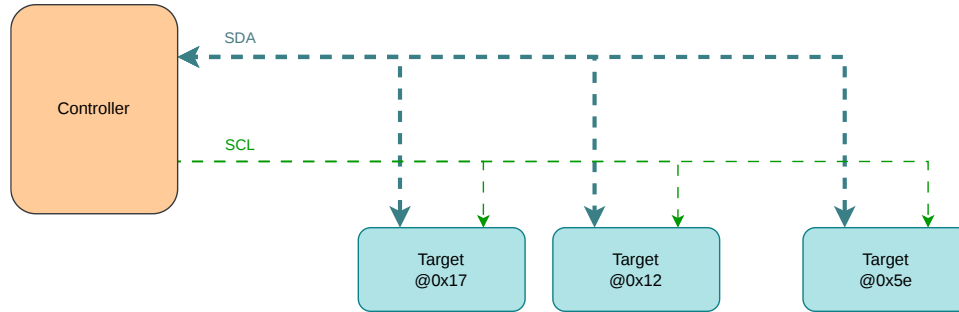 SDA
Controller
SCL
Target
@0x17
Target
@0x12
Target
@0x5e